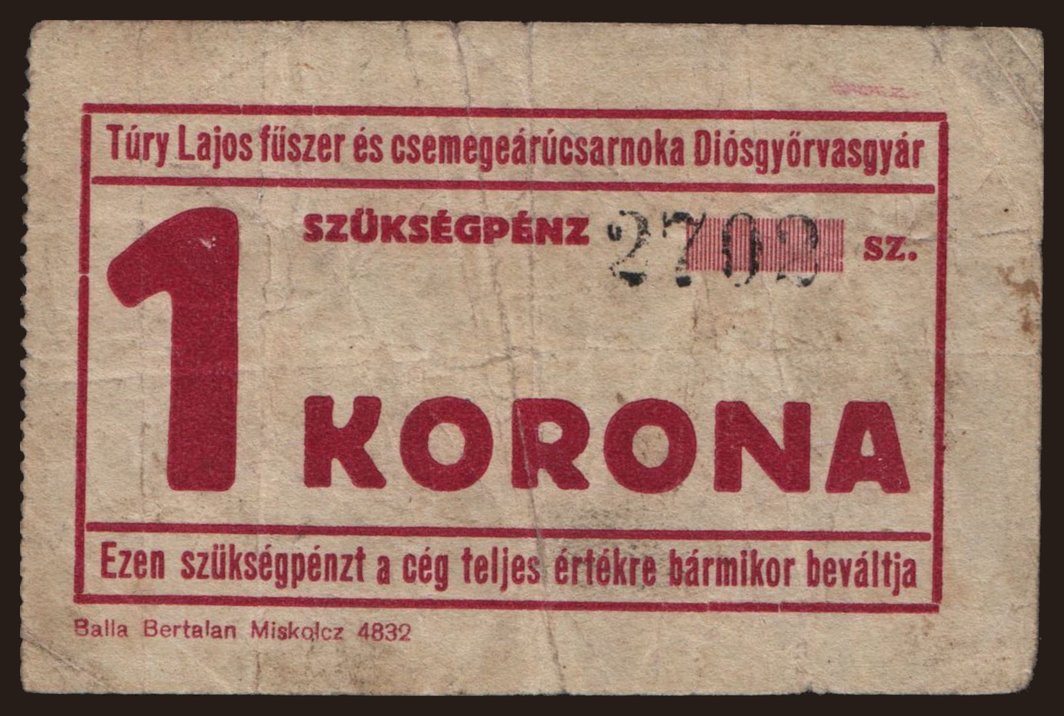 Túry Lajos fűszer és csemegeárúcsarnoka Diósgyőrvasgyár
SZÜKSÉGPÉNZ 2702 sz.
1 KORONA
Ezen szükségpénzt a cég teljes értékre bármikor beváltja
Balla Bertalan Miskolcz 4832